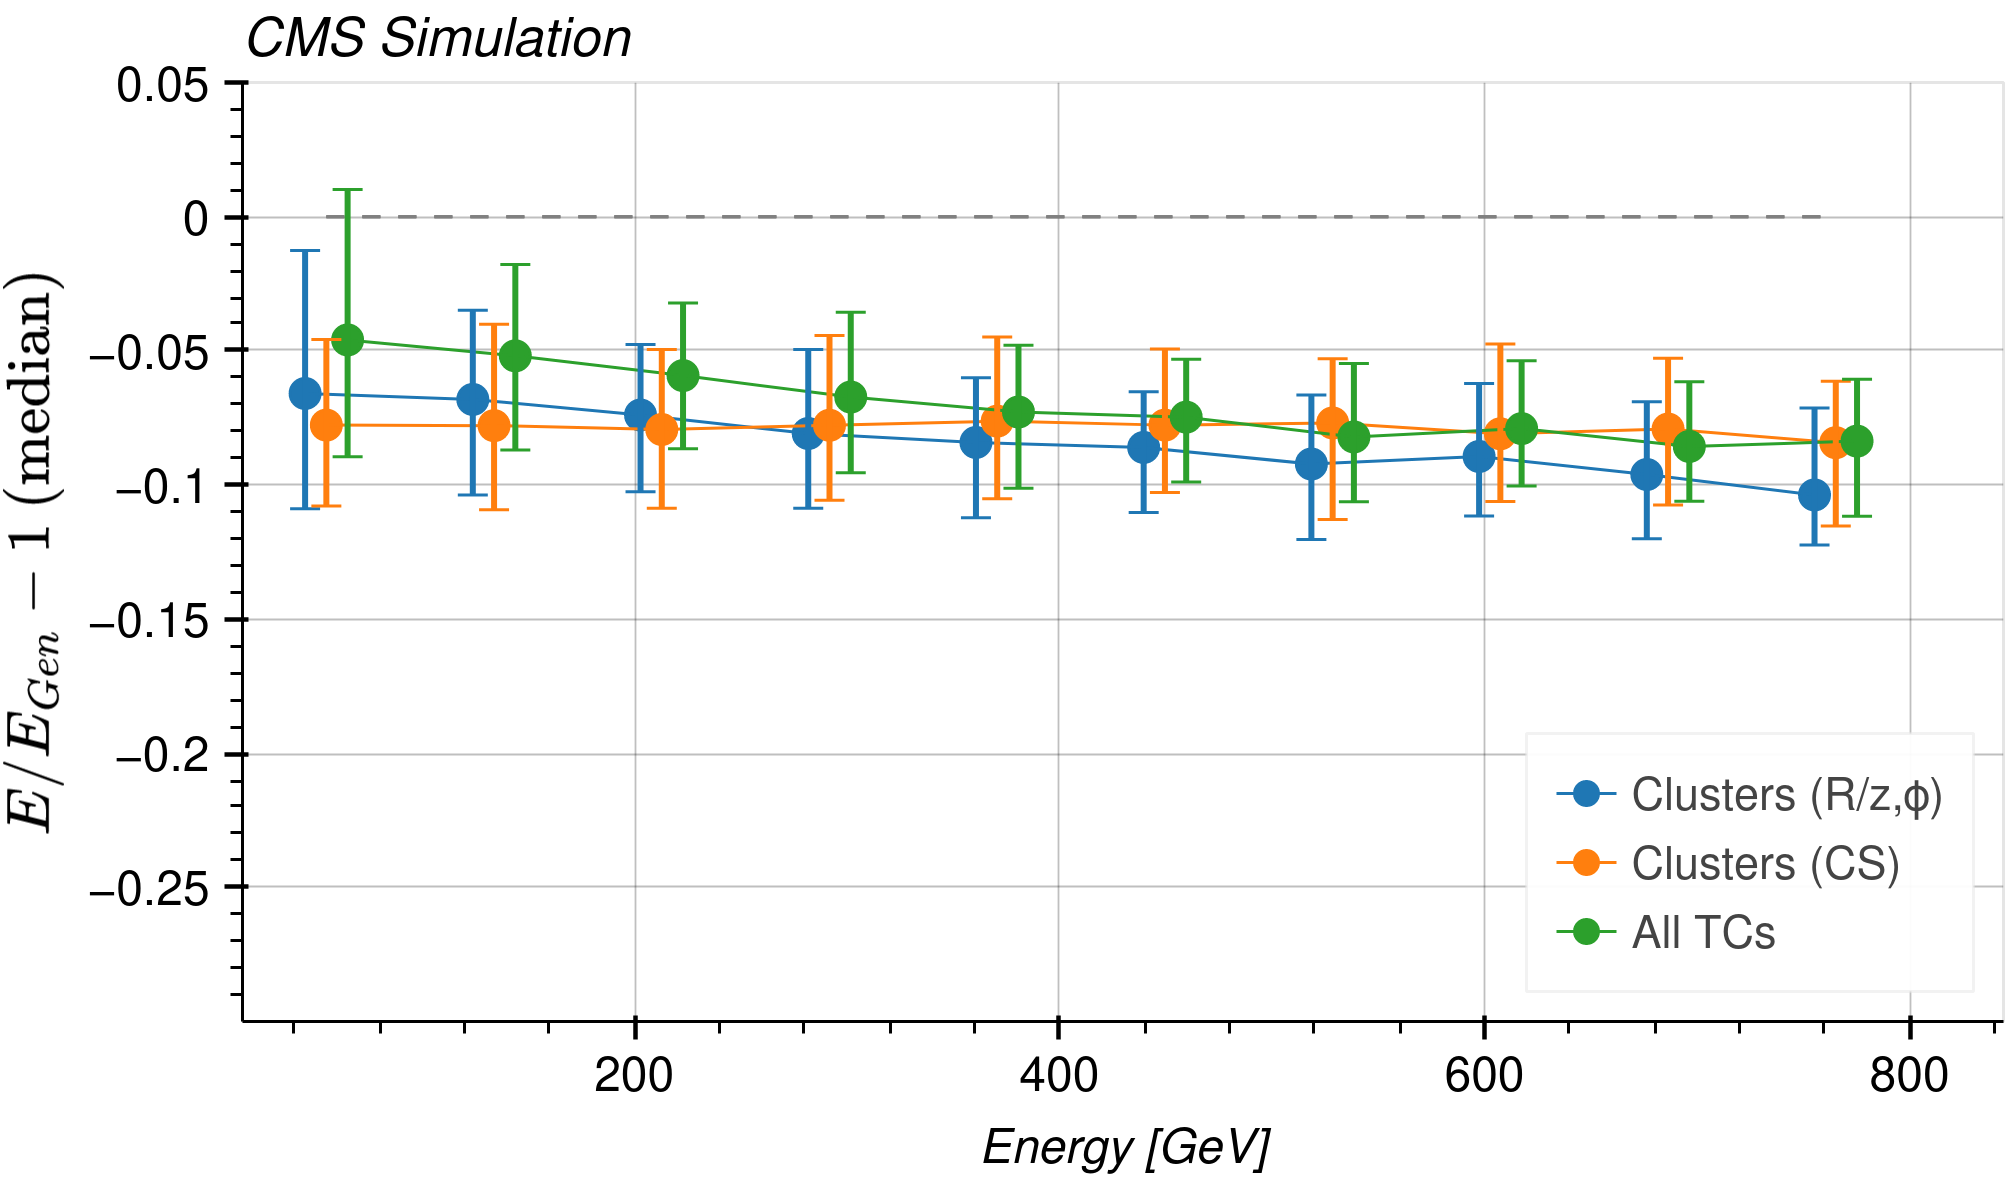 CMS Simulation
0.05
0
−0.05
−0.1
−0.15
−0.2
−0.25
E/E_Gen − 1 (median)
200 400 600 800
Energy [GeV]
Clusters (R/z,ϕ)
Clusters (CS)
All TCs